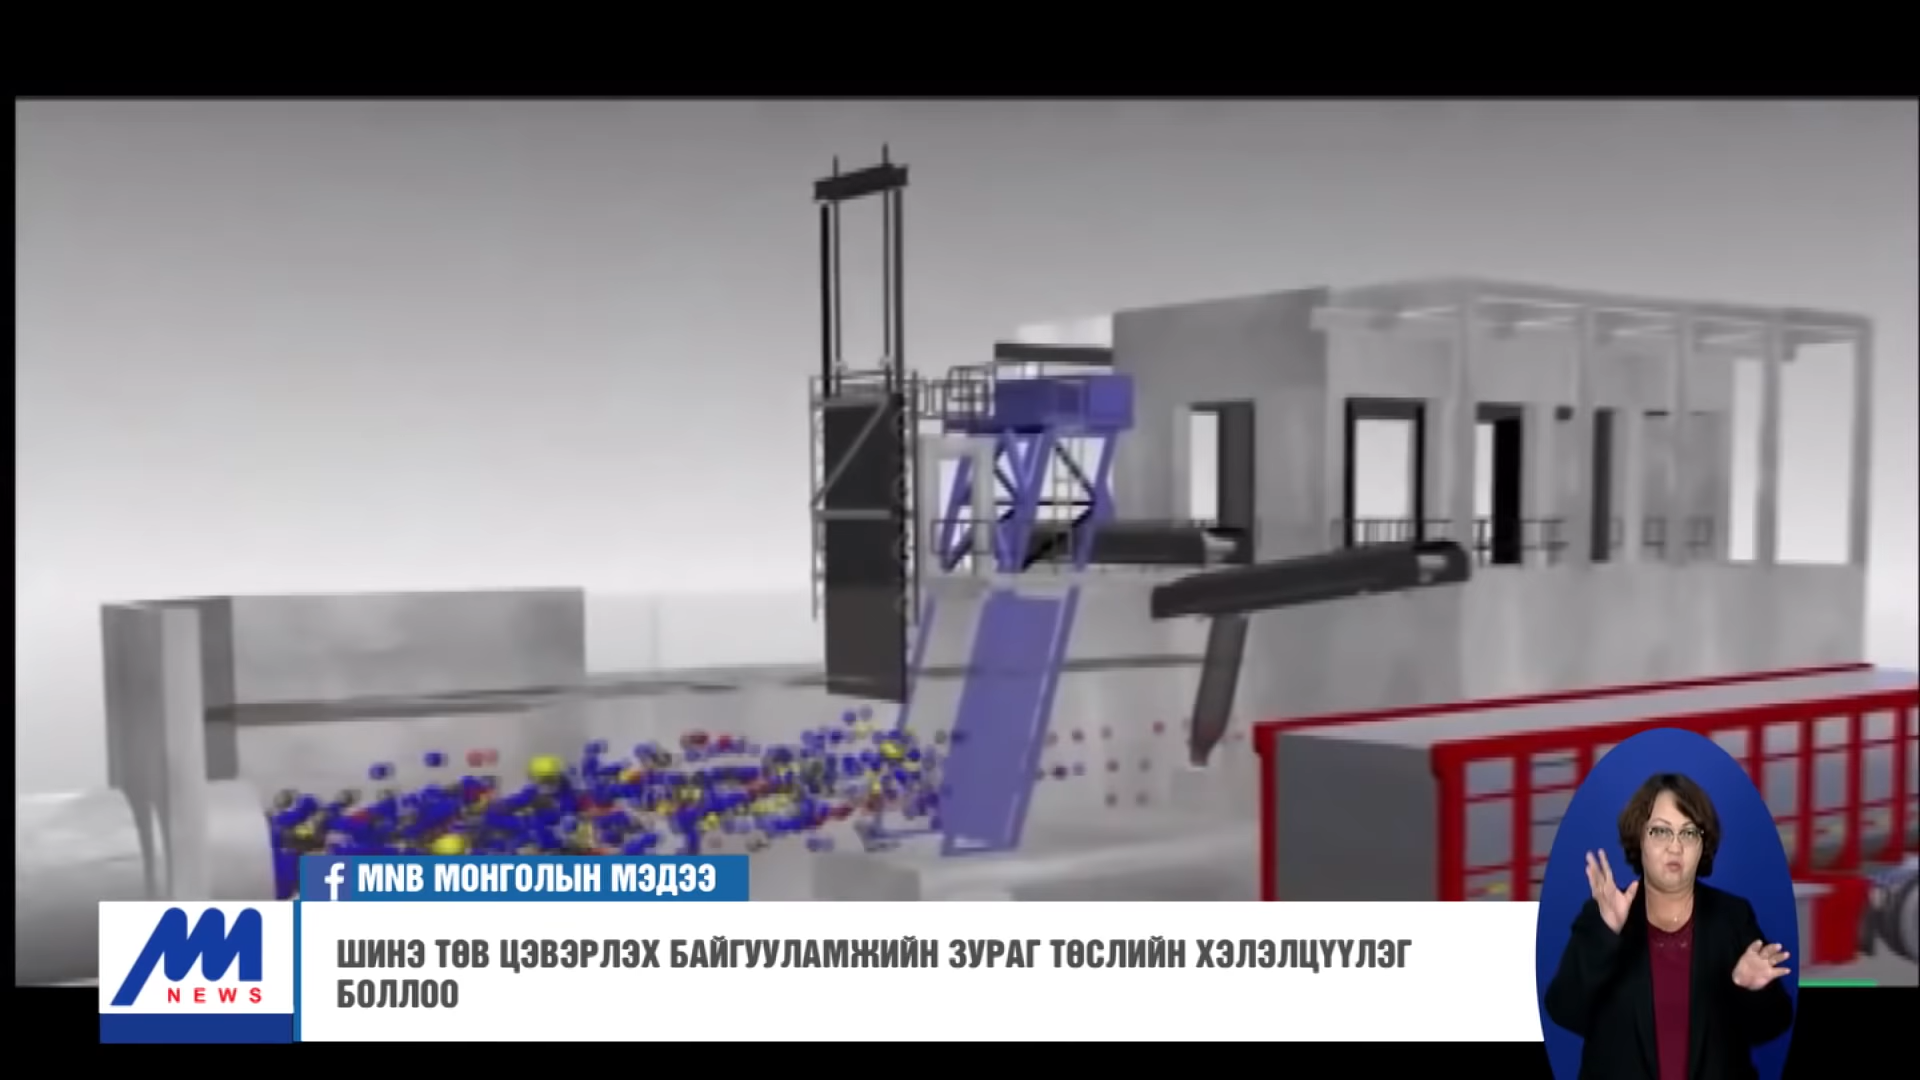 MNB МОНГОЛЫН МЭДЭЭ
NEWS
ШИНЭ ТӨВ ЦЭВЭРЛЭХ БАЙГУУЛАМЖИЙН ЗУРАГ ТӨСЛИЙН ХЭЛЭЛЦҮҮЛЭГ
БОЛЛОО